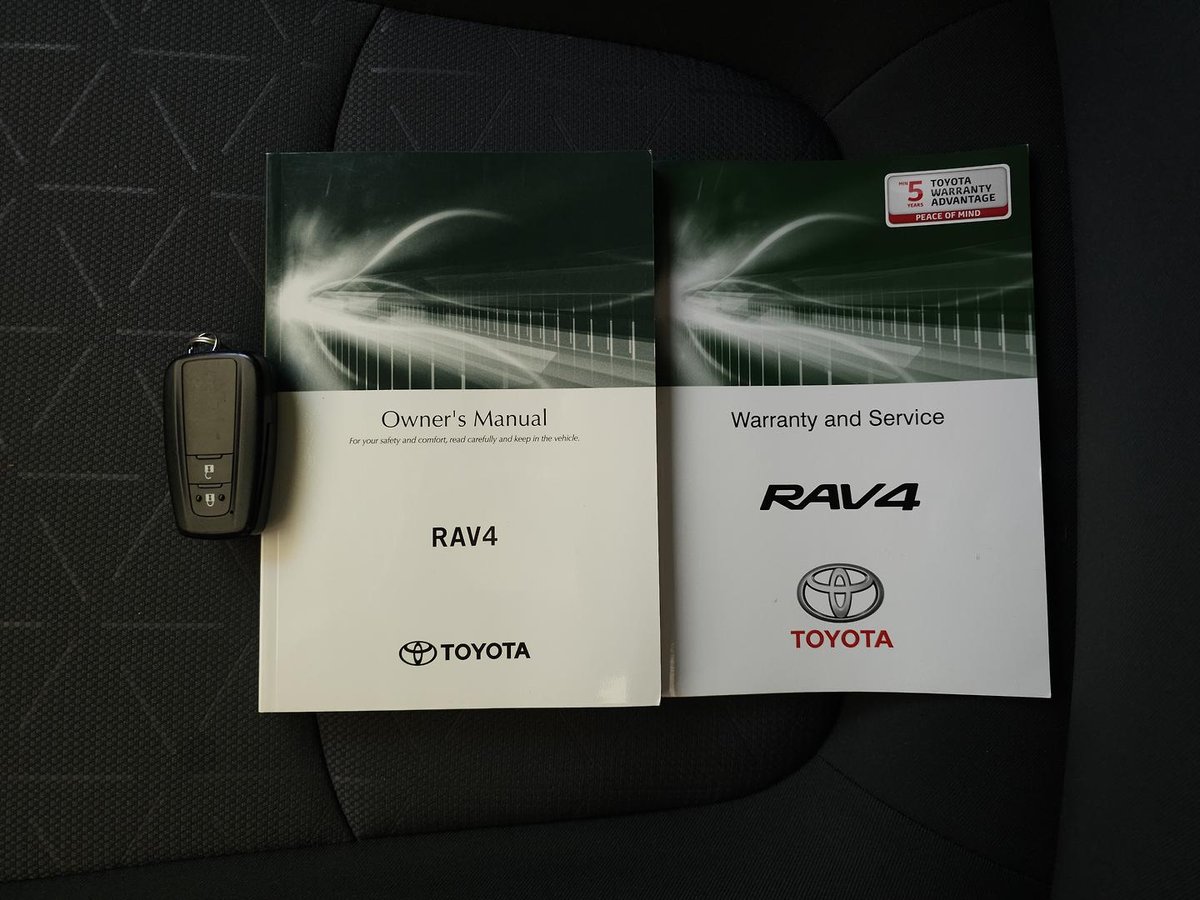 Owner's Manual
For your safety and comfort, read carefully and keep in the vehicle.
RAV4
TOYOTA
MIN 5 YEARS
TOYOTA
WARRANTY
ADVANTAGE
PEACE OF MIND
Warranty and Service
RAV4
TOYOTA